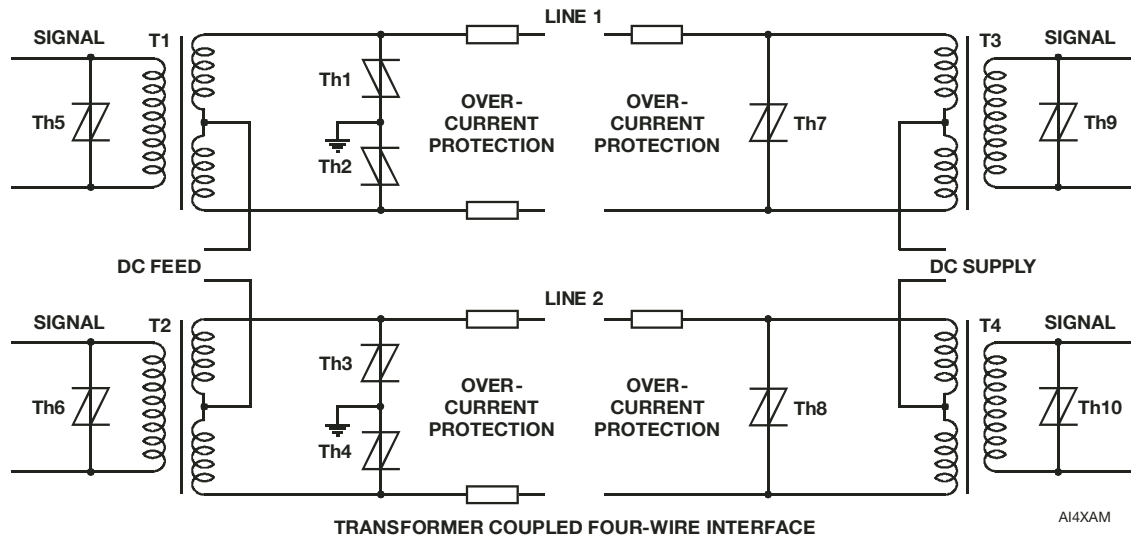 LINE 1
SIGNAL
T1
T3
SIGNAL
Th1
OVER-
CURRENT
PROTECTION
OVER-
CURRENT
PROTECTION
Th5
Th7
Th9
Th2
DC FEED
DC SUPPLY
LINE 2
SIGNAL
T2
T4
SIGNAL
Th3
OVER-
CURRENT
PROTECTION
OVER-
CURRENT
PROTECTION
Th6
Th8
Th10
Th4
AI4XAM
TRANSFORMER COUPLED FOUR-WIRE INTERFACE